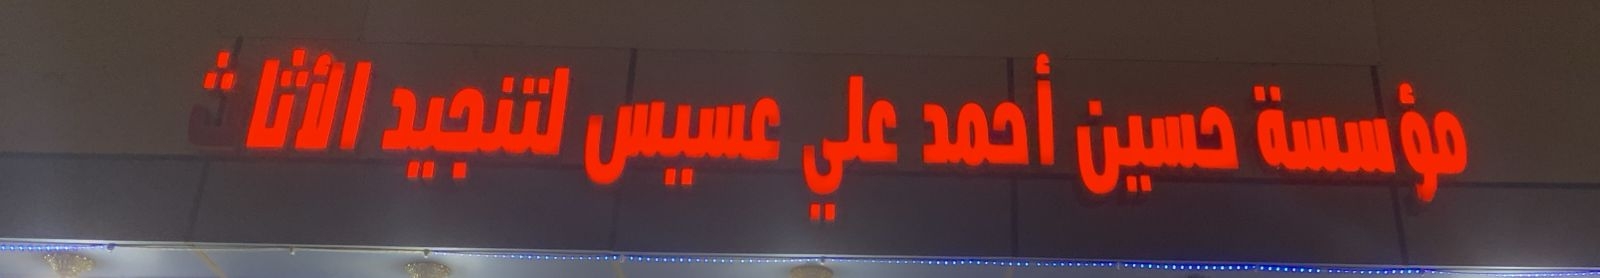 مؤسسة حسين أحمد علي عسيس لتنجيد الأثاث